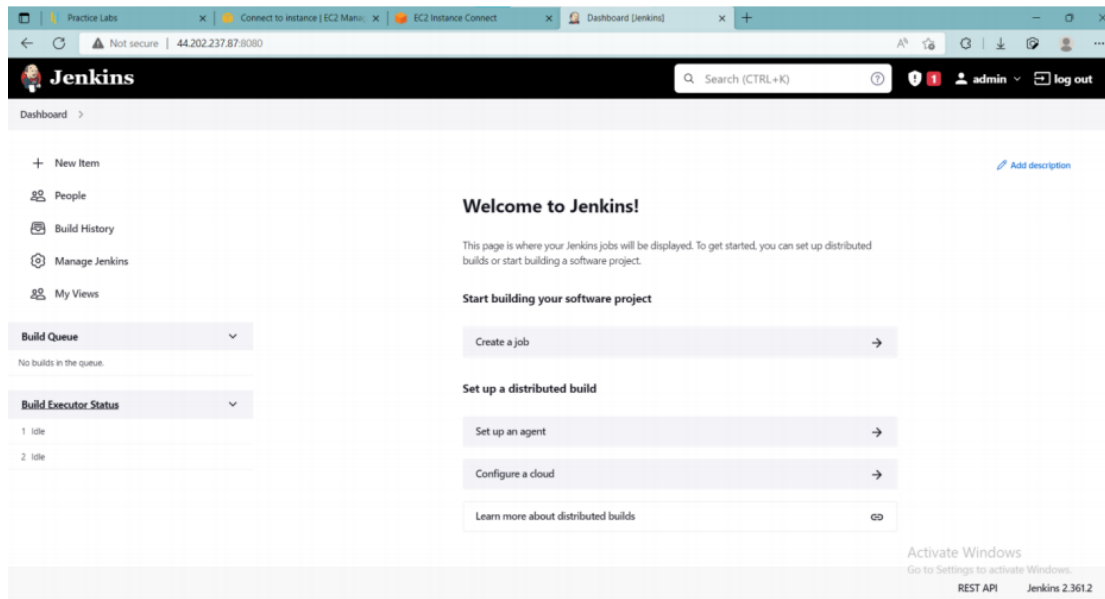 Practice Labs
Connect to instance | EC2 Manag
EC2 Instance Connect
Dashboard [Jenkins]
Not secure | 44.202.237.87:8080
Jenkins
Search (CTRL+K)
1
admin
log out
Dashboard
New Item
Add description
People
Build History
Manage Jenkins
My Views
Welcome to Jenkins!
This page is where your Jenkins jobs will be displayed. To get started, you can set up distributed
builds or start building a software project.
Start building your software project
Create a job
Set up a distributed build
Set up an agent
Configure a cloud
Learn more about distributed builds
Build Queue
No builds in the queue.
Build Executor Status
1 Idle
2 Idle
Activate Windows
Go to Settings to activate Windows.
REST API
Jenkins 2.361.2